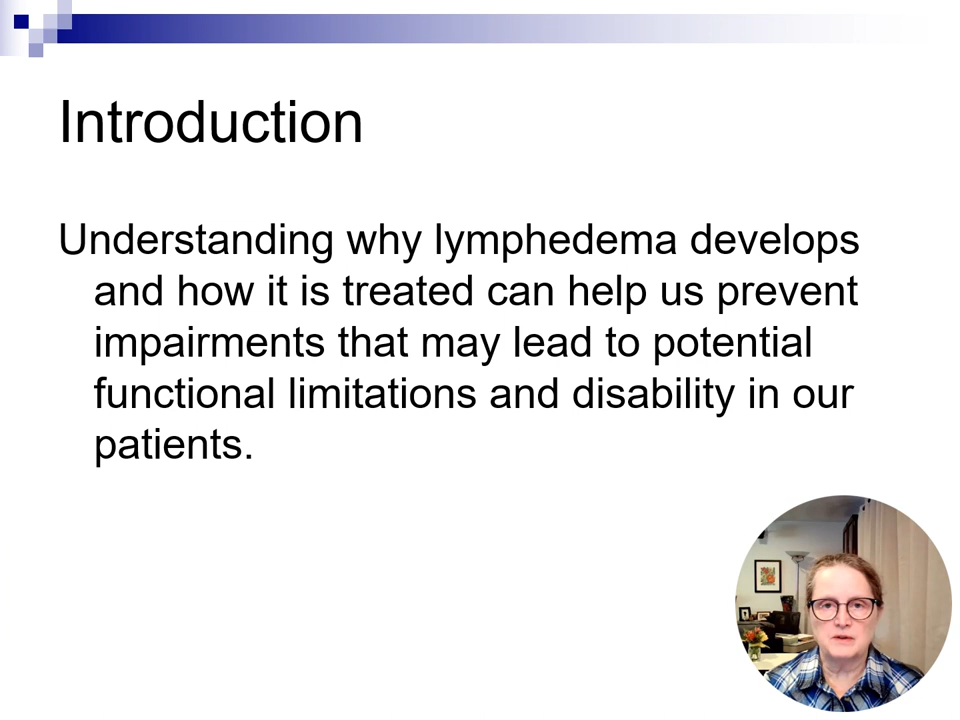 Introduction
Understanding why lymphedema develops
and how it is treated can help us prevent
impairments that may lead to potential
functional limitations and disability in our
patients.